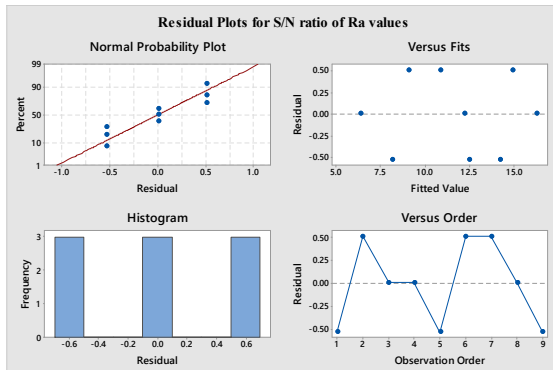 Residual Plots for S/N ratio of Ra values
Normal Probability Plot
99
90
50
10
1
Percent
-1.0 -0.5 0.0 0.5 1.0
Residual
Versus Fits
0.50
0.25
0.00
-0.25
-0.50
Residual
5.0 7.5 10.0 12.5 15.0
Fitted Value
Histogram
3
2
1
0
Frequency
-0.6 -0.4 -0.2 0.0 0.2 0.4 0.6
Residual
Versus Order
0.50
0.25
0.00
-0.25
-0.50
Residual
1 2 3 4 5 6 7 8 9
Observation Order